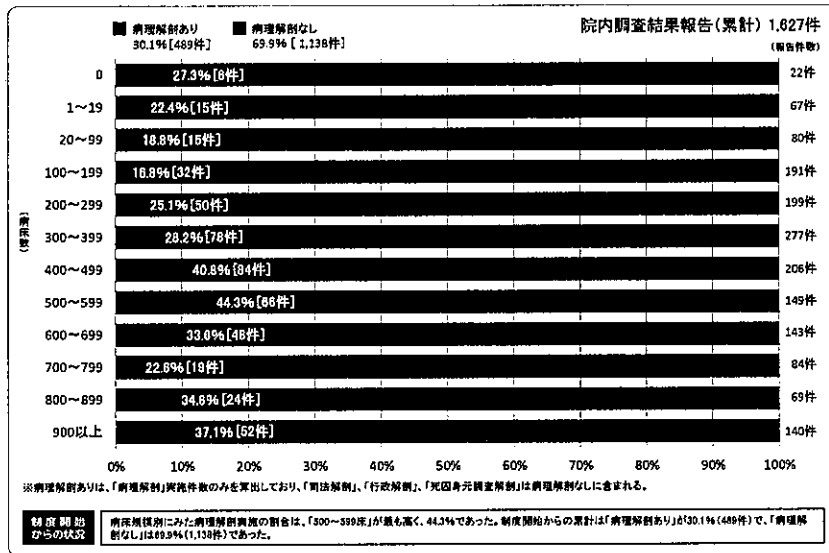 病理解剖あり 病理解剖なし 院内調査結果報告(累計) 1,627件
30.1%[489件] 69.9%[1,138件] (報告件数)
0 27.3%[6件] 22件
1~19 22.4%[15件] 67件
20~99 18.8%[15件] 80件
100~199 16.8%[32件] 191件
200~299 25.1%[50件] 199件
300~399 28.2%[78件] 277件
400~499 40.8%[84件] 206件
500~599 44.3%[66件] 149件
600~699 33.6%[48件] 143件
700~799 22.6%[19件] 84件
800~899 34.8%[24件] 69件
900以上 37.1%[52件] 140件
(病床数)
0% 10% 20% 30% 40% 50% 60% 70% 80% 90% 100%
※病理解剖ありは、「病理解剖」実施件数のみを算出しており、「司法解剖」、「行政解剖」、「死因身元調査解剖」は病理解剖なしに含まれる。
制度開始
からの状況
病床規模別にみた病理解剖実施の割合は、「500~599床」が最も高く、44.3%であった。制度開始からの累計は「病理解剖あり」が30.1%(489件)で、「病理
解剖なし」は69.9%(1,138件)であった。